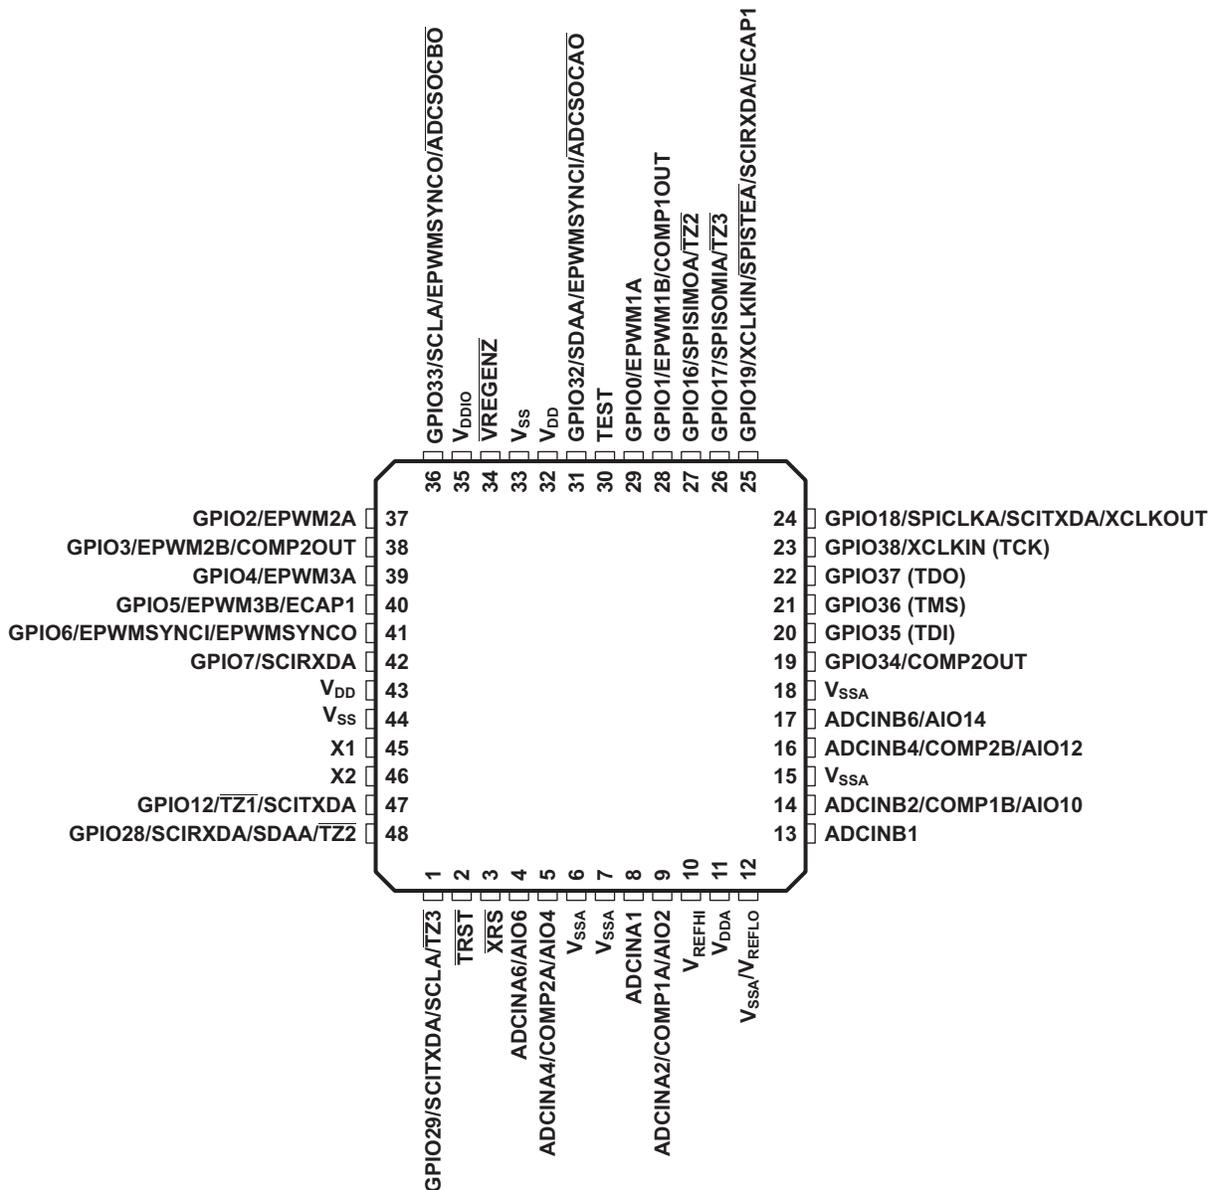 GPIO33/SCLA/EPWMSYNCO/ADCSOCBO
VDDIO
VREGENZ
VSS
VDD
GPIO32/SDAA/EPWMSYNCI/ADCSOCAO
TEST
GPIO0/EPWM1A
GPIO1/EPWM1B/COMP1OUT
GPIO16/SPISIMOA/TZ2
GPIO17/SPISOMIA/TZ3
GPIO19/XCLKIN/SPISTEA/SCIRXDA/ECAP1
36
35
34
33
32
31
30
29
28
27
26
25
GPIO2/EPWM2A 37
GPIO3/EPWM2B/COMP2OUT 38
GPIO4/EPWM3A 39
GPIO5/EPWM3B/ECAP1 40
GPIO6/EPWMSYNCI/EPWMSYNCO 41
GPIO7/SCIRXDA 42
VDD 43
VSS 44
X1 45
X2 46
GPIO12/TZ1/SCITXDA 47
GPIO28/SCIRXDA/SDAA/TZ2 48
24 GPIO18/SPICLKA/SCITXDA/XCLKOUT
23 GPIO38/XCLKIN (TCK)
22 GPIO37 (TDO)
21 GPIO36 (TMS)
20 GPIO35 (TDI)
19 GPIO34/COMP2OUT
18 VSSA
17 ADCINB6/AIO14
16 ADCINB4/COMP2B/AIO12
15 VSSA
14 ADCINB2/COMP1B/AIO10
13 ADCINB1
1
2
3
4
5
6
7
8
9
10
11
12
GPIO29/SCITXDA/SCLA/TZ3
TRST
XRS
ADCINA6/AIO6
ADCINA4/COMP2A/AIO4
VSSA
VSSA
ADCINA1
ADCINA2/COMP1A/AIO2
VREFHI
VDDA
VSSA/VREFLO